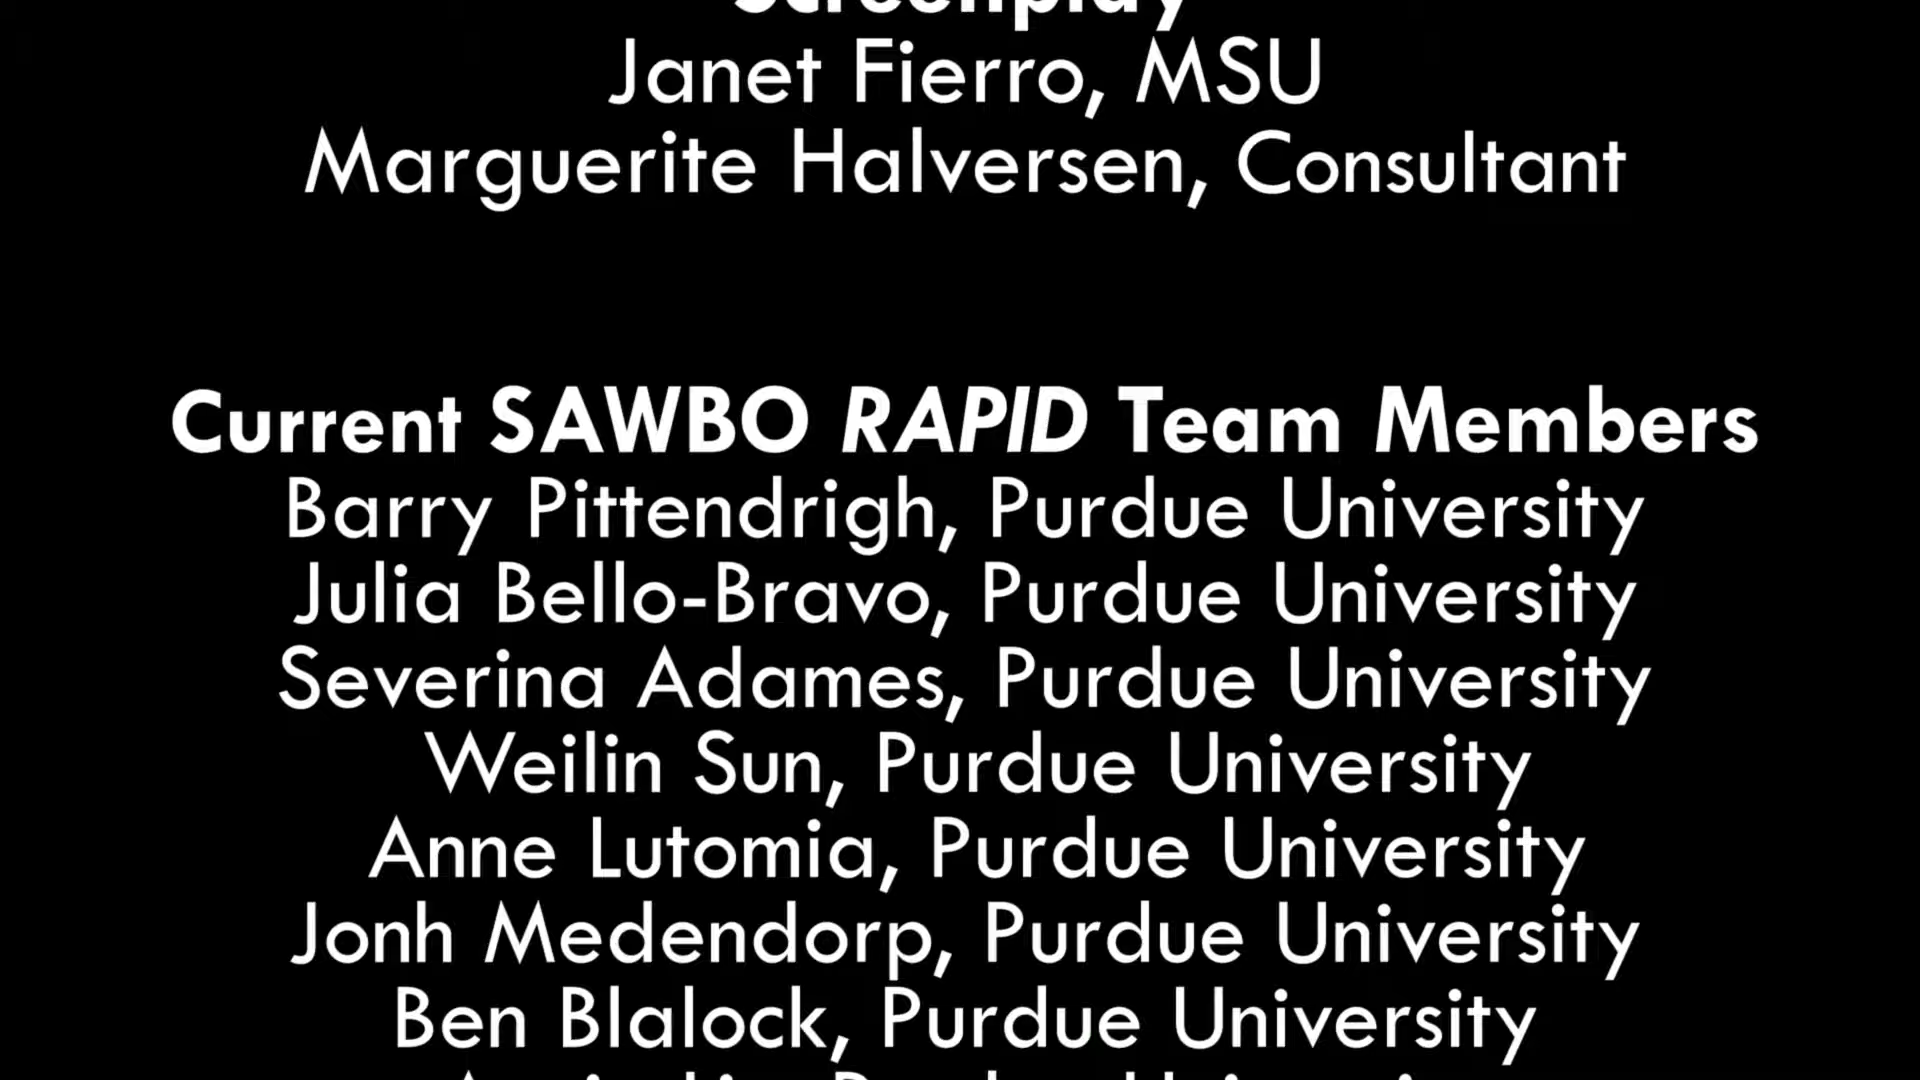 Screenplay
Janet Fierro, MSU
Marguerite Halversen, Consultant
Current SAWBO RAPID Team Members
Barry Pittendrigh, Purdue University
Julia Bello-Bravo, Purdue University
Severina Adames, Purdue University
Weilin Sun, Purdue University
Anne Lutomia, Purdue University
Jonh Medendorp, Purdue University
Ben Blalock, Purdue University